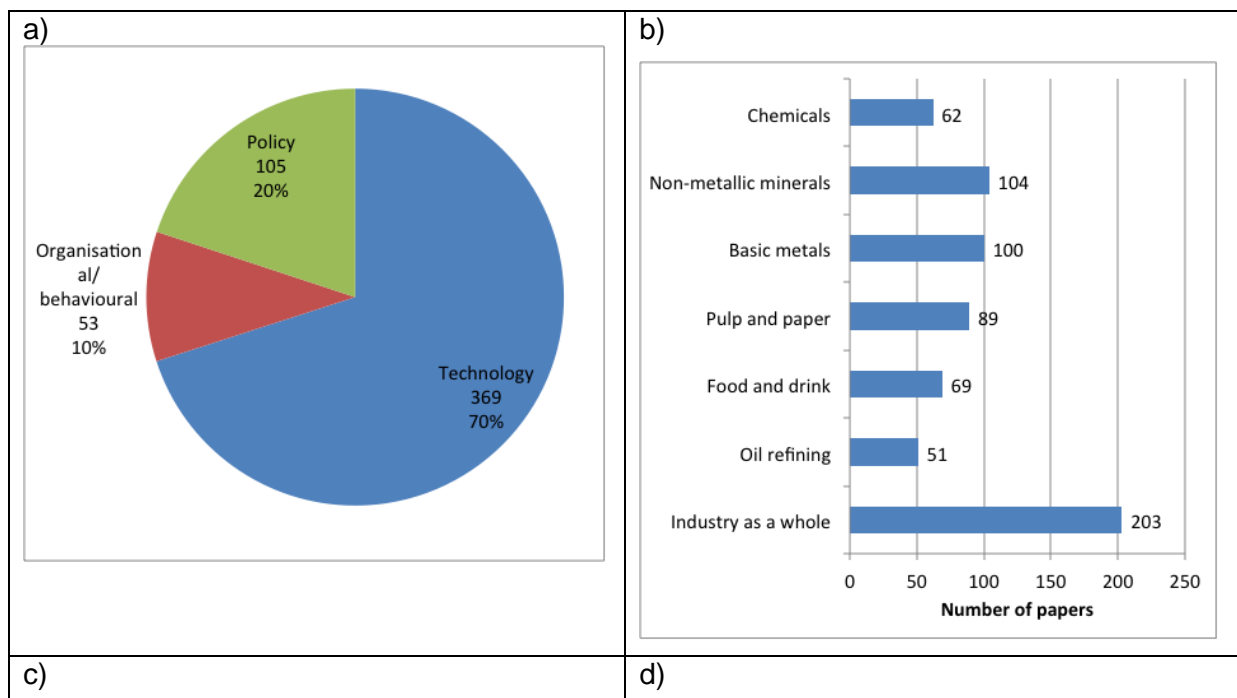 a)
Policy
105
20%
Organisation
al/
behavioural
53
10%
Technology
369
70%
b)
Chemicals 62
Non-metallic minerals 104
Basic metals 100
Pulp and paper 89
Food and drink 69
Oil refining 51
Industry as a whole 203
0 50 100 150 200 250
Number of papers
c)
d)